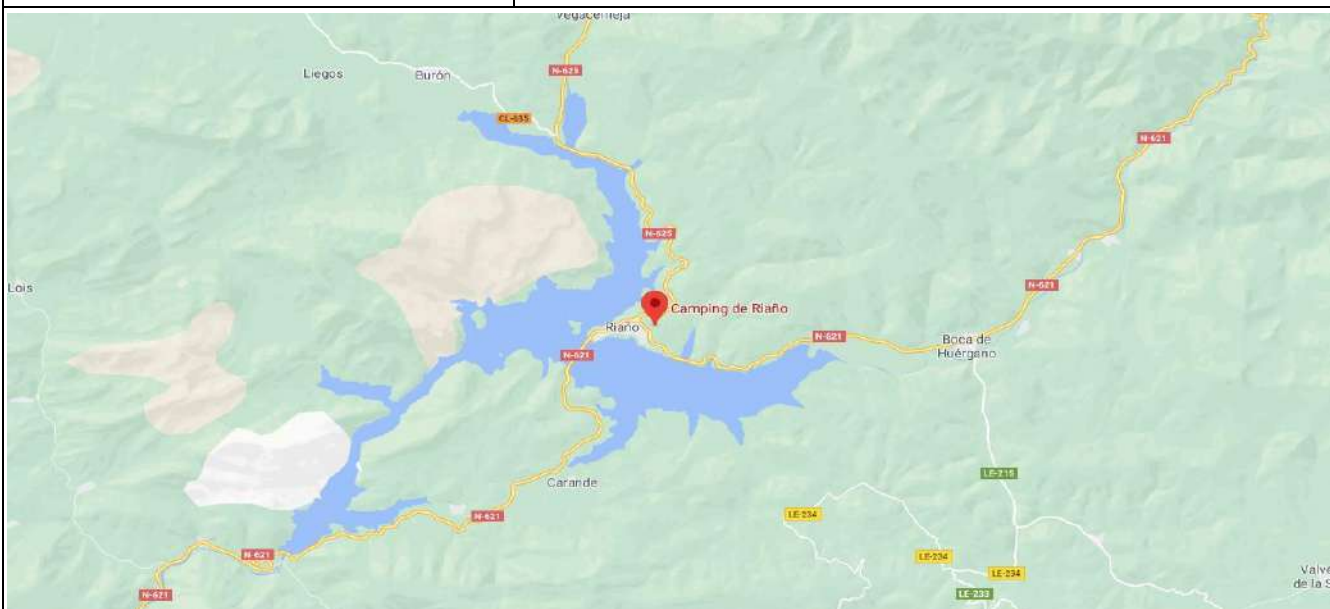 Vegacerneja
N-625
Liegos
Burón
CL-635
N-621
N-625
Lois
N-621
Camping de Riaño
Riaño
N-621
N-621
Boca de
Huérgano
LE-215
Carande
N-621
LE-234
N-621
LE-234
LE-234
Valve
de la S
N-621
LE-233